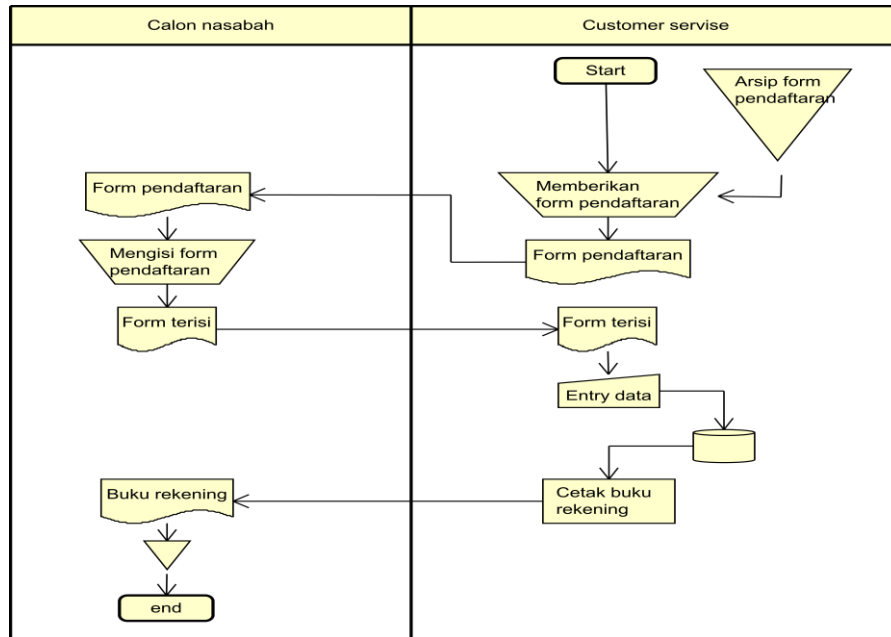 Calon nasabah
Customer servise
Start
Arsip form
pendaftaran
Memberikan
form pendaftaran
Form pendaftaran
Form pendaftaran
Mengisi form
pendaftaran
Form terisi
Form terisi
Entry data
Cetak buku
rekening
Buku rekening
end